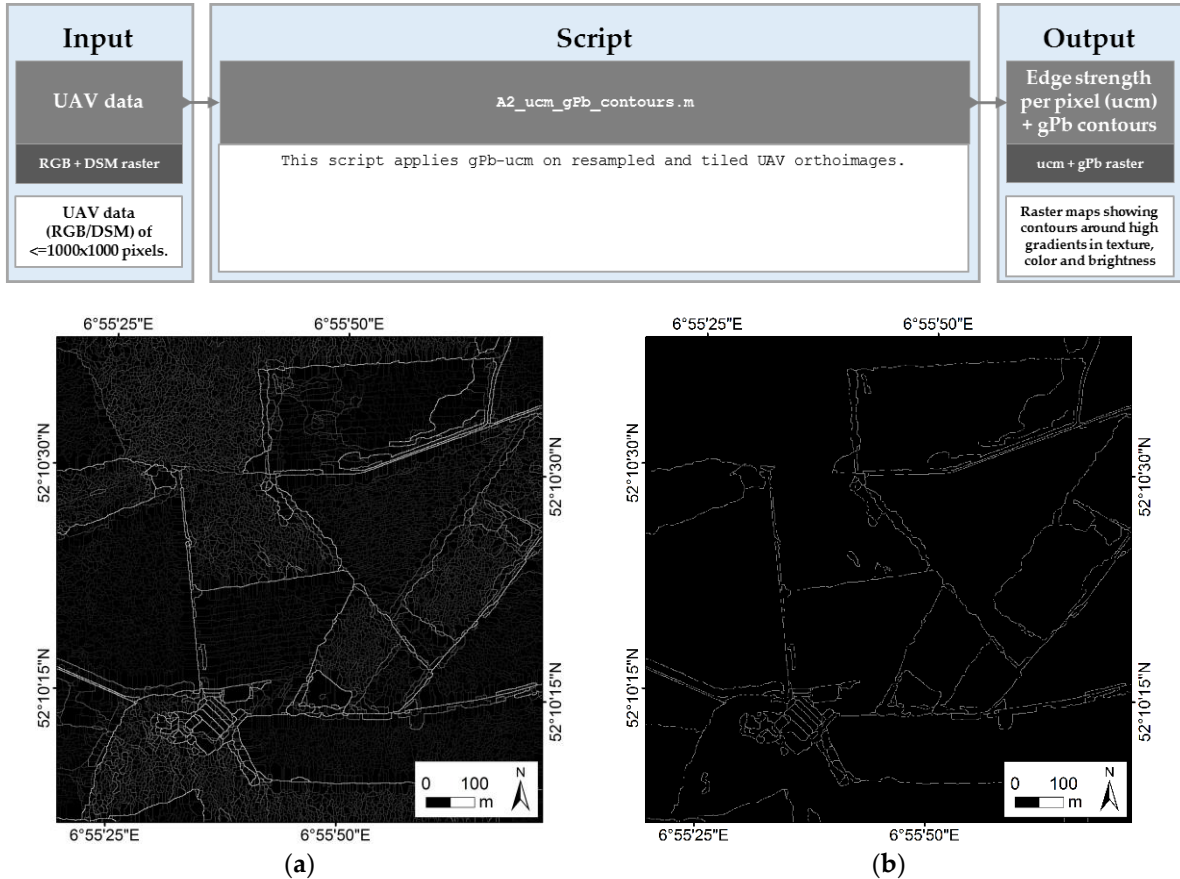 Input
Script
Output
UAV data
A2_ucm_gPb_contours.m
Edge strength
per pixel (ucm)
+ gPb contours
RGB + DSM raster
ucm + gPb raster
This script applies gPb-ucm on resampled and tiled UAV orthoimages.
UAV data
(RGB/DSM) of
<=1000x1000 pixels.
Raster maps showing
contours around high
gradients in texture,
color and brightness
6°55'25"E
6°55'50"E
6°55'25"E
6°55'50"E
52°10'30"N
52°10'30"N
52°10'30"N
52°10'30"N
52°10'15"N
52°10'15"N
52°10'15"N
52°10'15"N
0 100
m
N
0 100
m
N
6°55'25"E
6°55'50"E
6°55'25"E
6°55'50"E
(a)
(b)